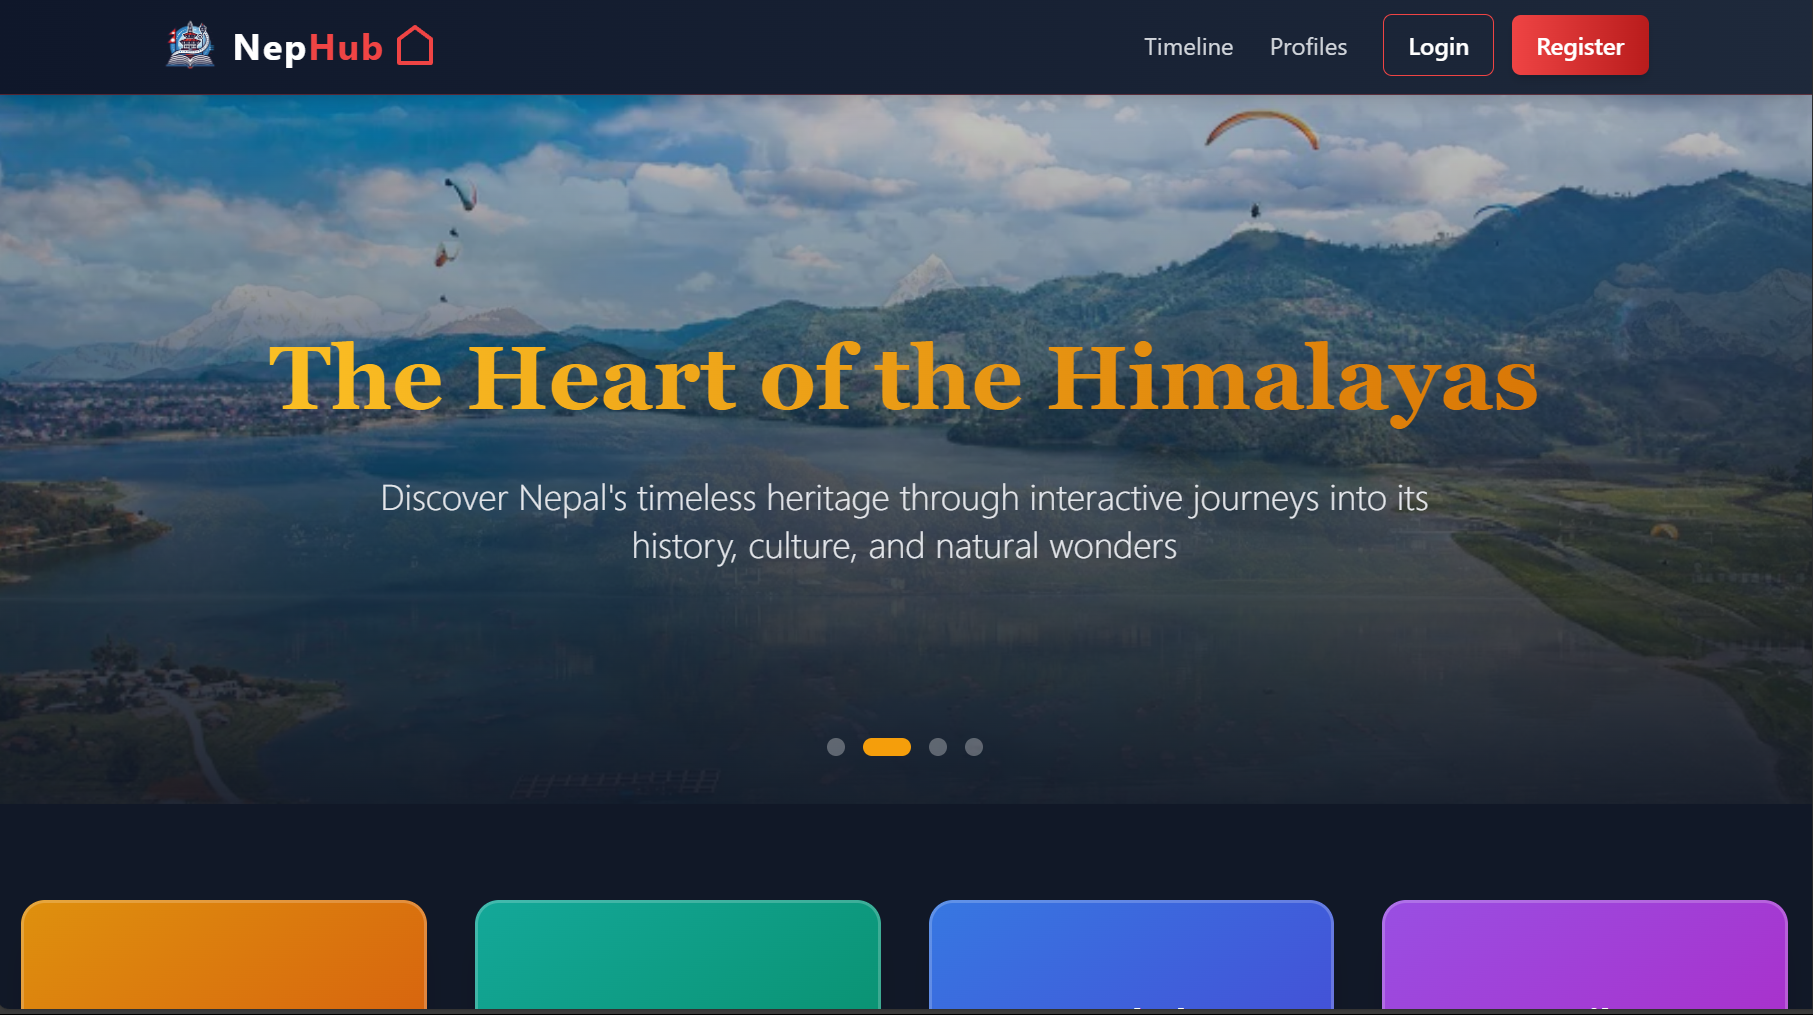 NepHub
Timeline
Profiles
Login
Register
The Heart of the Himalayas
Discover Nepal's timeless heritage through interactive journeys into its
history, culture, and natural wonders